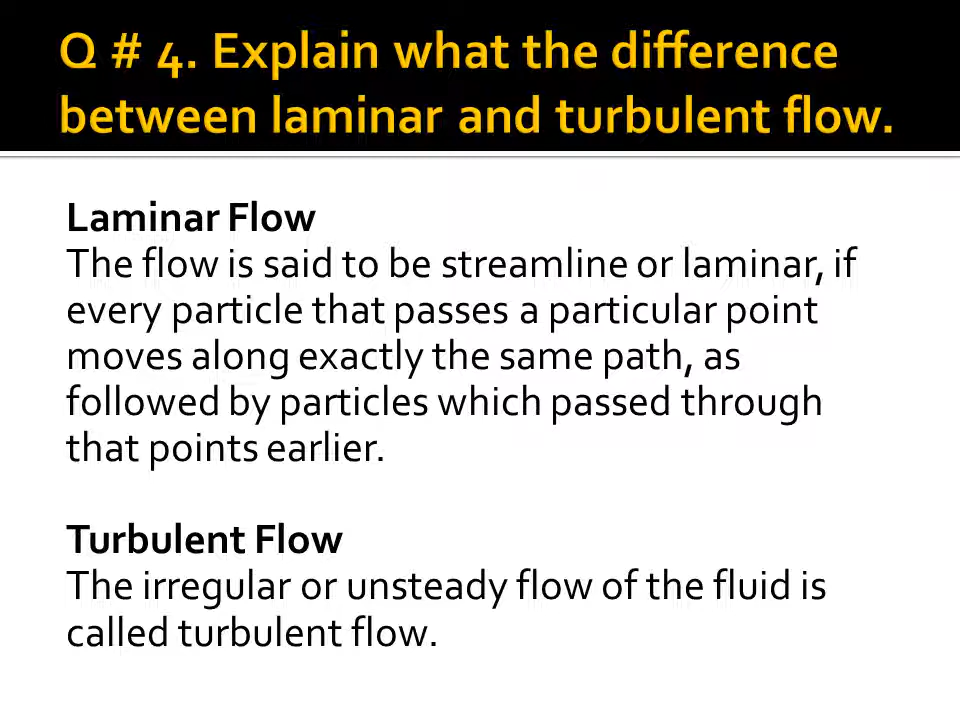 Q # 4. Explain what the difference
between laminar and turbulent flow.
Laminar Flow
The flow is said to be streamline or laminar, if
every particle that passes a particular point
moves along exactly the same path, as
followed by particles which passed through
that points earlier.
Turbulent Flow
The irregular or unsteady flow of the fluid is
called turbulent flow.